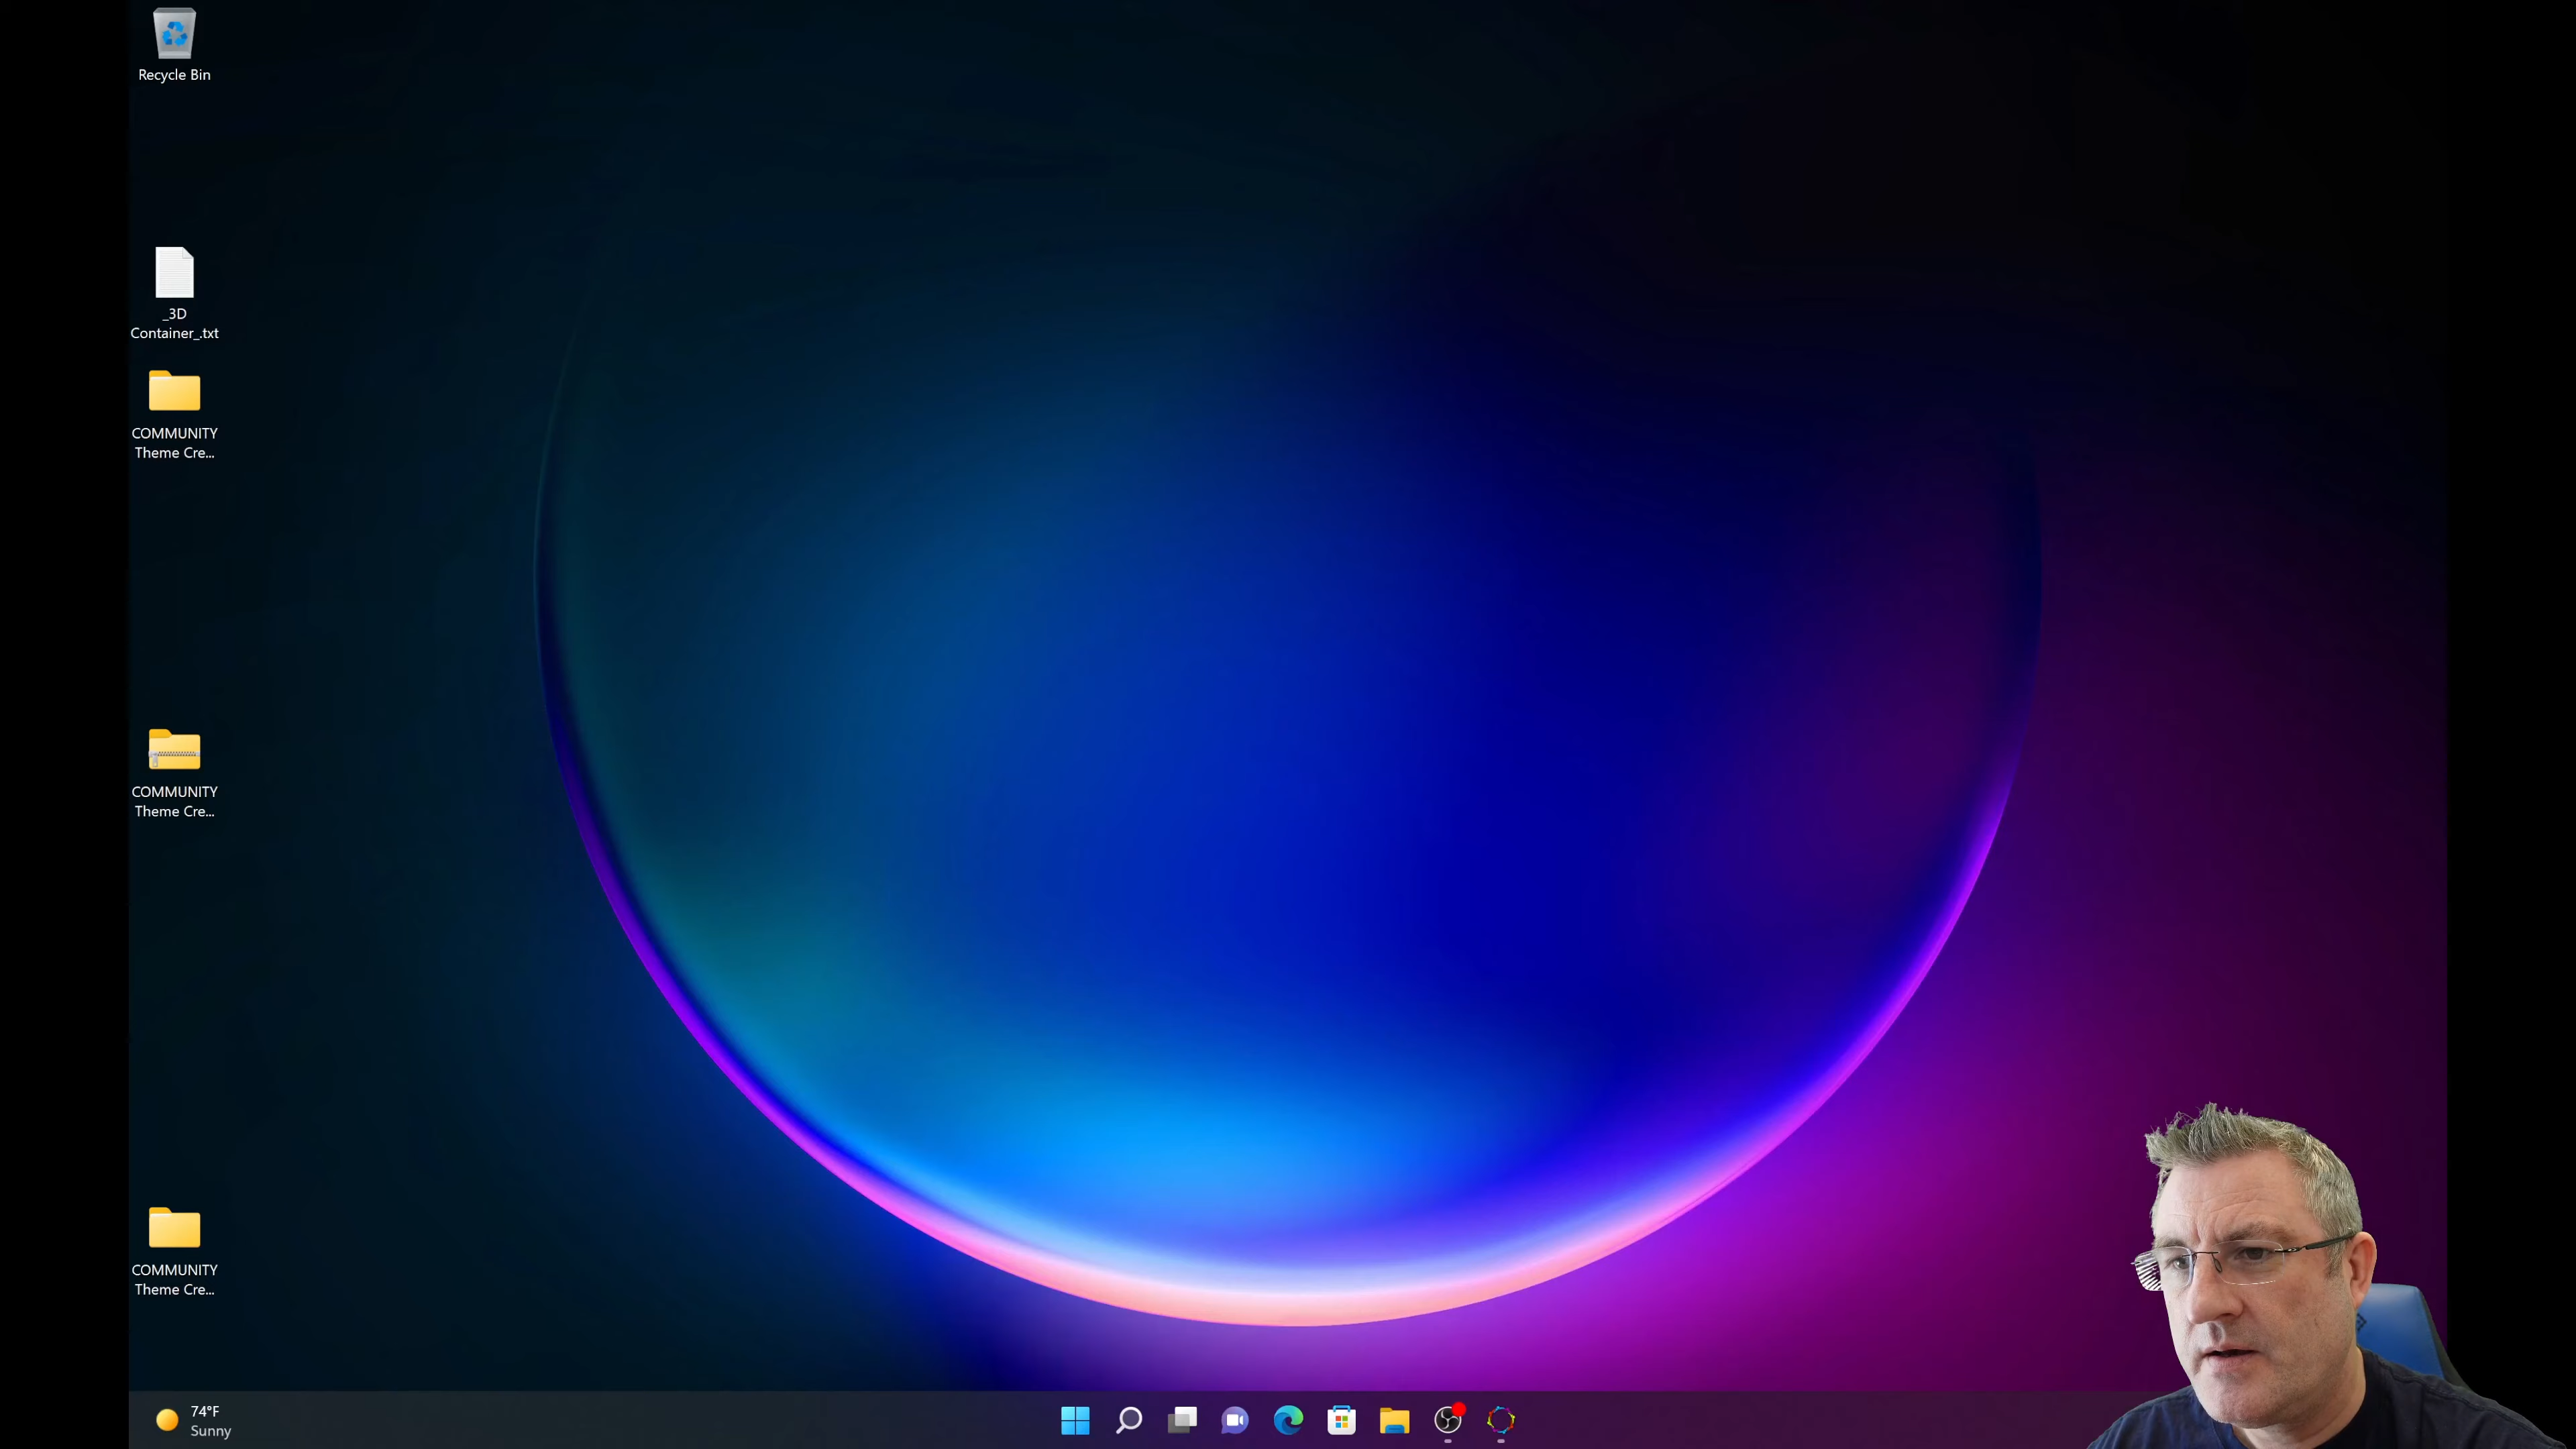 Recycle Bin
_3D
Container_.txt
COMMUNITY
Theme Cre...
COMMUNITY
Theme Cre...
COMMUNITY
Theme Cre...
74°F
Sunny